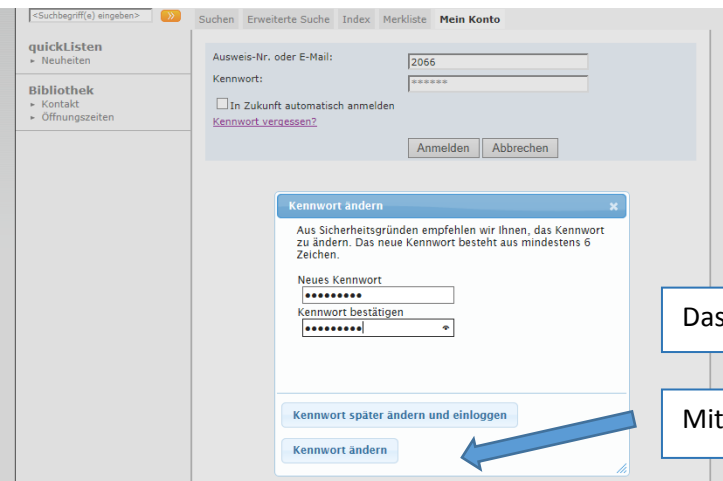 <Suchbegriff(e) eingeben> »
Suchen Erweiterte Suche Index Merkliste Mein Konto
quickListen
▸ Neuheiten
Bibliothek
▸ Kontakt
▸ Öffnungszeiten
Ausweis-Nr. oder E-Mail: 2066
Kennwort: ******
In Zukunft automatisch anmelden
Kennwort vergessen?
Anmelden Abbrechen
Kennwort ändern
Aus Sicherheitsgründen empfehlen wir Ihnen, das Kennwort
zu ändern. Das neue Kennwort besteht aus mindestens 6
Zeichen.
Neues Kennwort
•••••••••
Kennwort bestätigen
•••••••••
Kennwort später ändern und einloggen
Kennwort ändern
Das
Mit